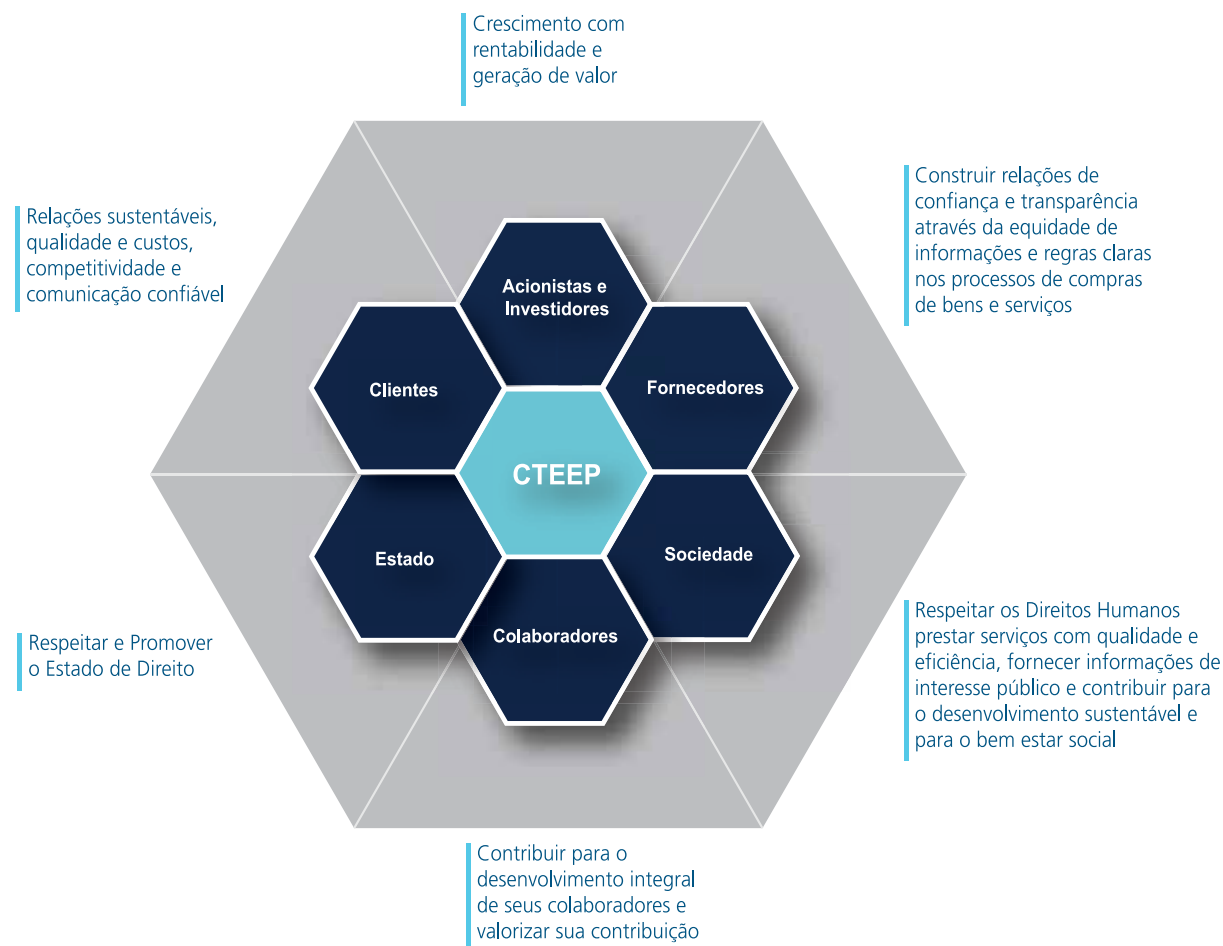 Crescimento com
rentabilidade e
geração de valor
Relações sustentáveis,
qualidade e custos,
competitividade e
comunicação confiável
Construir relações de
confiança e transparência
através da equidade de
informações e regras claras
nos processos de compras
de bens e serviços
Acionistas e
Investidores
Clientes
Fornecedores
CTEEP
Estado
Sociedade
Colaboradores
Respeitar e Promover
o Estado de Direito
Respeitar os Direitos Humanos
prestar serviços com qualidade e
eficiência, fornecer informações de
interesse público e contribuir para
o desenvolvimento sustentável e
para o bem estar social
Contribuir para o
desenvolvimento integral
de seus colaboradores e
valorizar sua contribuição